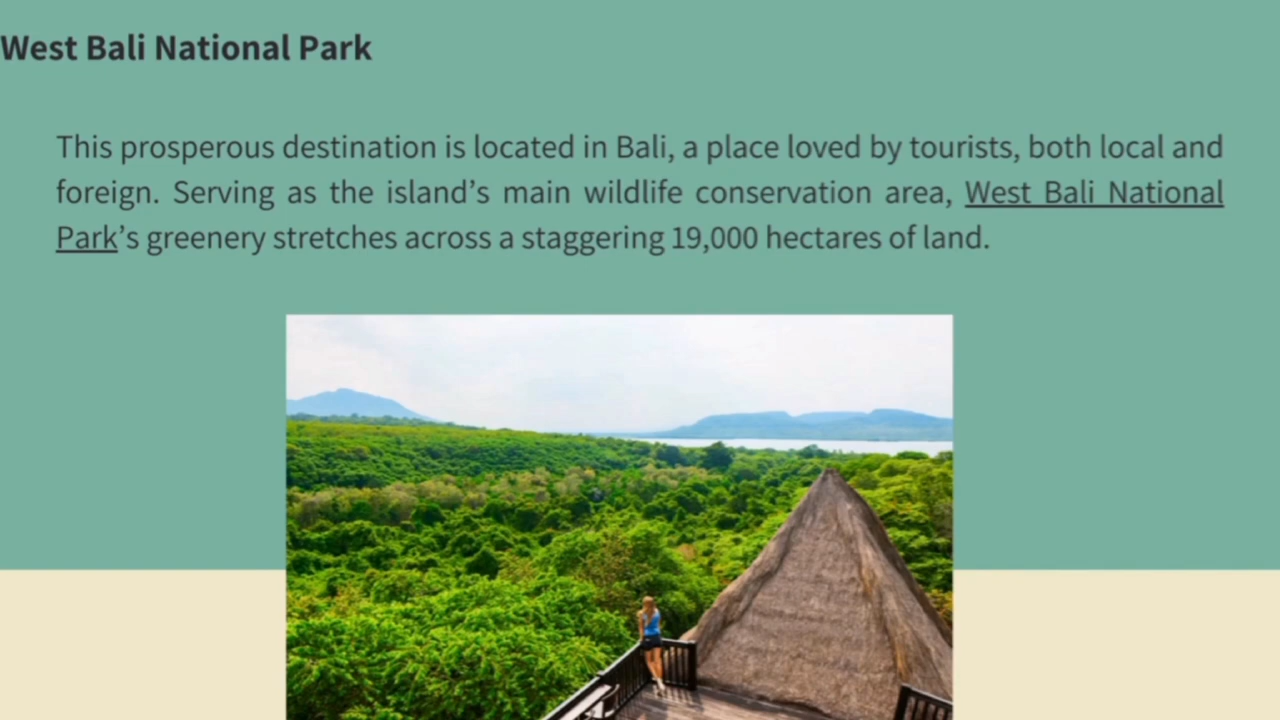 West Bali National Park
This prosperous destination is located in Bali, a place loved by tourists, both local and
foreign. Serving as the island’s main wildlife conservation area, West Bali National
Park’s greenery stretches across a staggering 19,000 hectares of land.